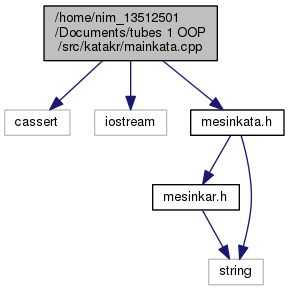 /home/nim_13512501
/Documents/tubes 1 OOP
/src/katakr/mainkata.cpp
cassert
iostream
mesinkata.h
mesinkar.h
string